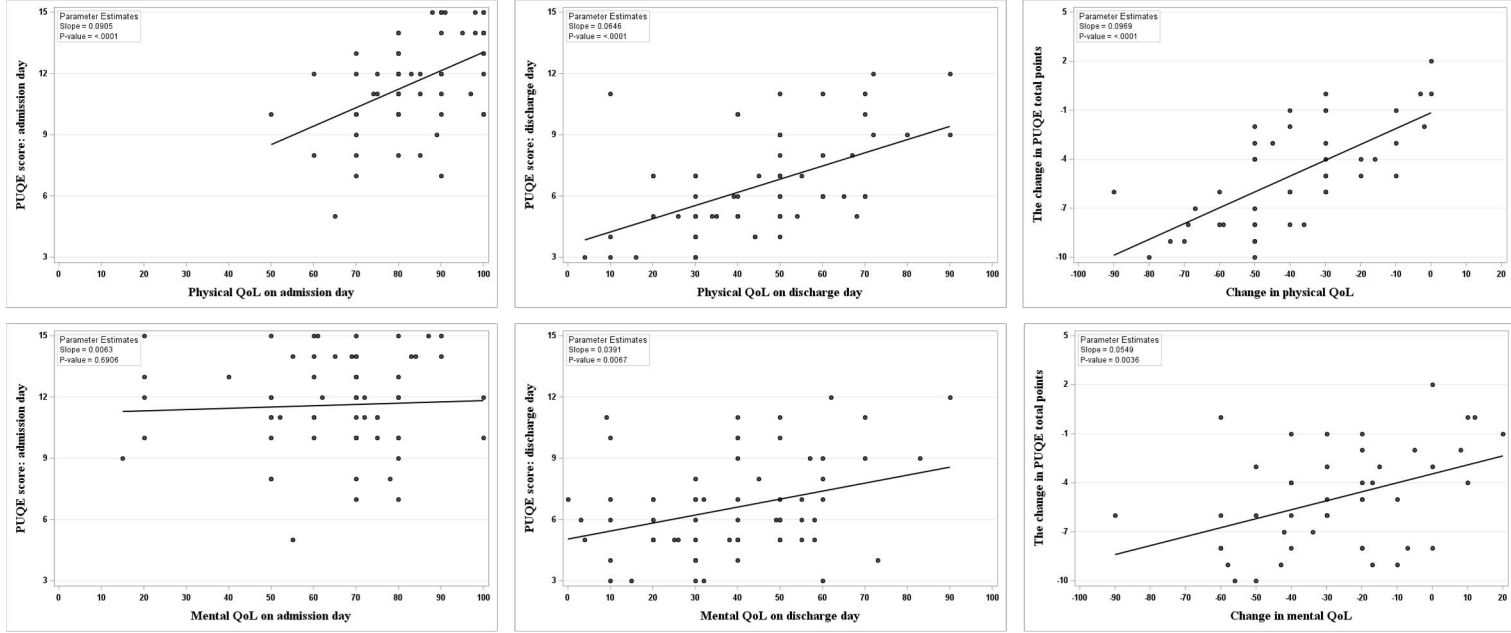 Parameter Estimates
Slope = 0.0905
P-value = <.0001
PUQE score: admission day
15
12
9
6
3
0 10 20 30 40 50 60 70 80 90 100
Physical QoL on admission day
Parameter Estimates
Slope = 0.0646
P-value = <.0001
PUQE score: discharge day
15
12
9
6
3
0 10 20 30 40 50 60 70 80 90 100
Physical QoL on discharge day
Parameter Estimates
Slope = 0.0969
P-value = <.0001
The change in PUQE total points
5
2
-1
-4
-7
-10
-100 -90 -80 -70 -60 -50 -40 -30 -20 -10 0 10 20
Change in physical QoL
Parameter Estimates
Slope = 0.0063
P-value = 0.6906
PUQE score: admission day
15
12
9
6
3
0 10 20 30 40 50 60 70 80 90 100
Mental QoL on admission day
Parameter Estimates
Slope = 0.0391
P-value = 0.0067
PUQE score: discharge day
15
12
9
6
3
0 10 20 30 40 50 60 70 80 90 100
Mental QoL on discharge day
Parameter Estimates
Slope = 0.0549
P-value = 0.0036
The change in PUQE total points
5
2
-1
-4
-7
-10
-100 -90 -80 -70 -60 -50 -40 -30 -20 -10 0 10 20
Change in mental QoL